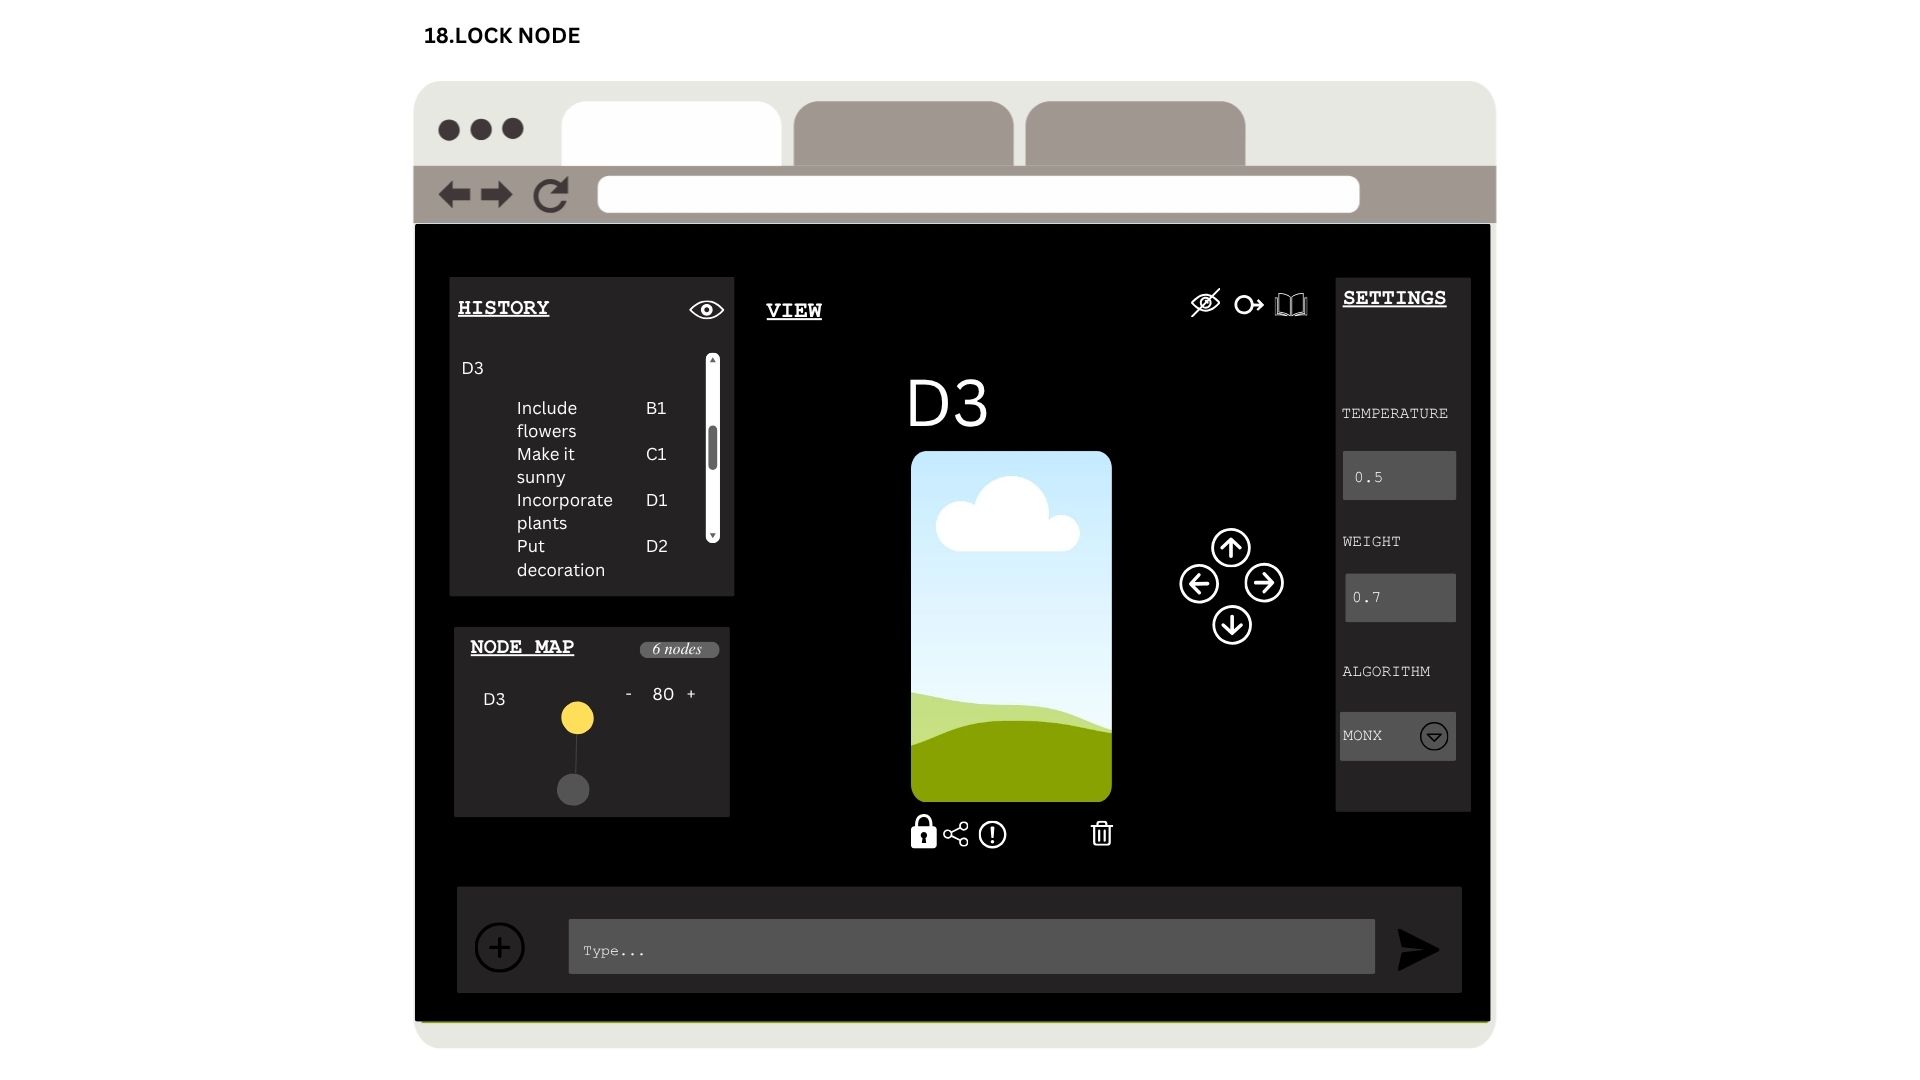 18.LOCK NODE
HISTORY
VIEW
SETTINGS
D3
Include B1
flowers
Make it C1
sunny
Incorporate D1
plants
Put D2
decoration
D3
TEMPERATURE
0.5
WEIGHT
0.7
ALGORITHM
MONX
NODE MAP 6 nodes
D3 - 80 +
Type...